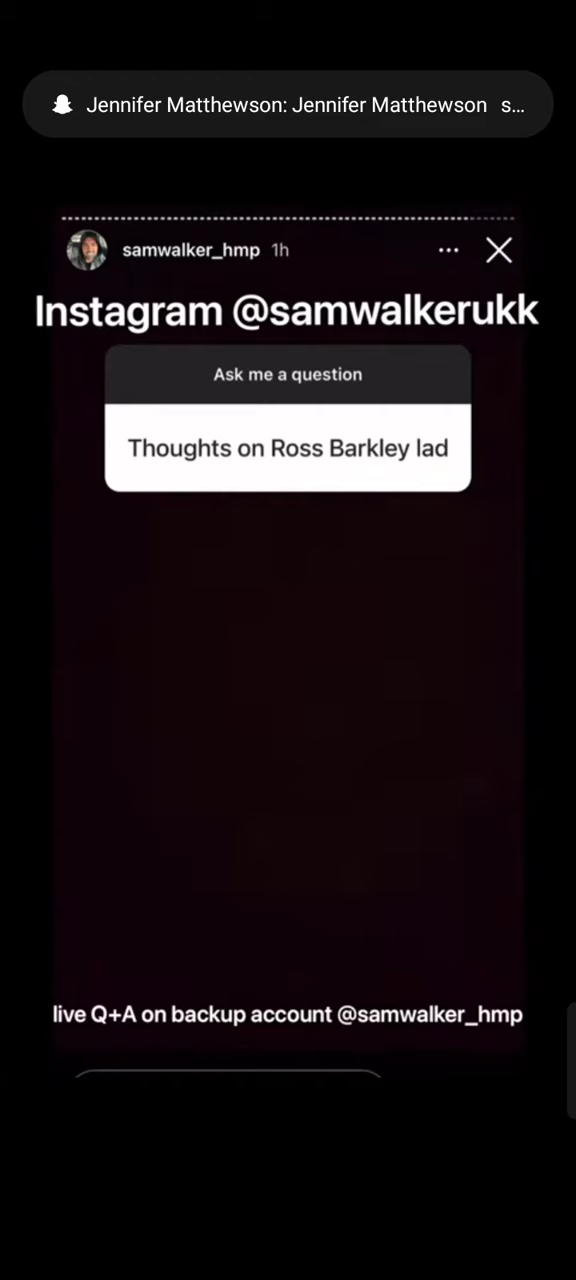 Jennifer Matthewson: Jennifer Matthewson s...
samwalker_hmp 1h
Instagram @samwalkerukk
Ask me a question
Thoughts on Ross Barkley lad
live Q+A on backup account @samwalker_hmp